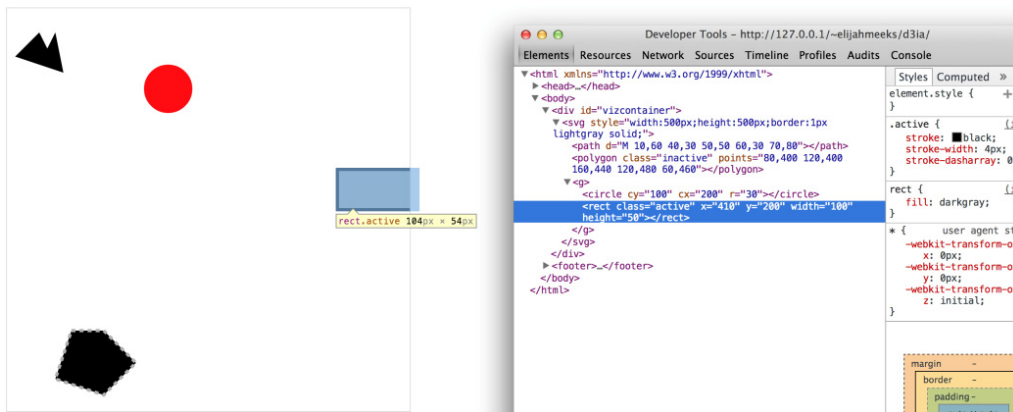 rect.active 104px × 54px
Developer Tools - http://127.0.0.1/~elijahmeeks/d3ia/
Elements Resources Network Sources Timeline Profiles Audits Console
▼<html xmlns="http://www.w3.org/1999/xhtml">
▶<head>…</head>
▼<body>
▼<div id="vizcontainer">
▼<svg style="width:500px;height:500px;border:1px
lightgray solid;">
<path d="M 10,60 40,30 50,50 60,30 70,80"></path>
<polygon class="inactive" points="80,400 120,400
160,440 120,480 60,460"></polygon>
▼<g>
<circle cy="100" cx="200" r="30"></circle>
<rect class="active" x="410" y="200" width="100"
height="50"></rect>
</g>
</svg>
</div>
▶<footer>…</footer>
</body>
</html>
Styles Computed »
element.style { +
}
.active {
stroke: black;
stroke-width: 4px;
stroke-dasharray: 0
}
rect {
fill: darkgray;
}
* { user agent st
-webkit-transform-o
x: 0px;
-webkit-transform-o
y: 0px;
-webkit-transform-o
z: initial;
}
margin -
border -
padding -